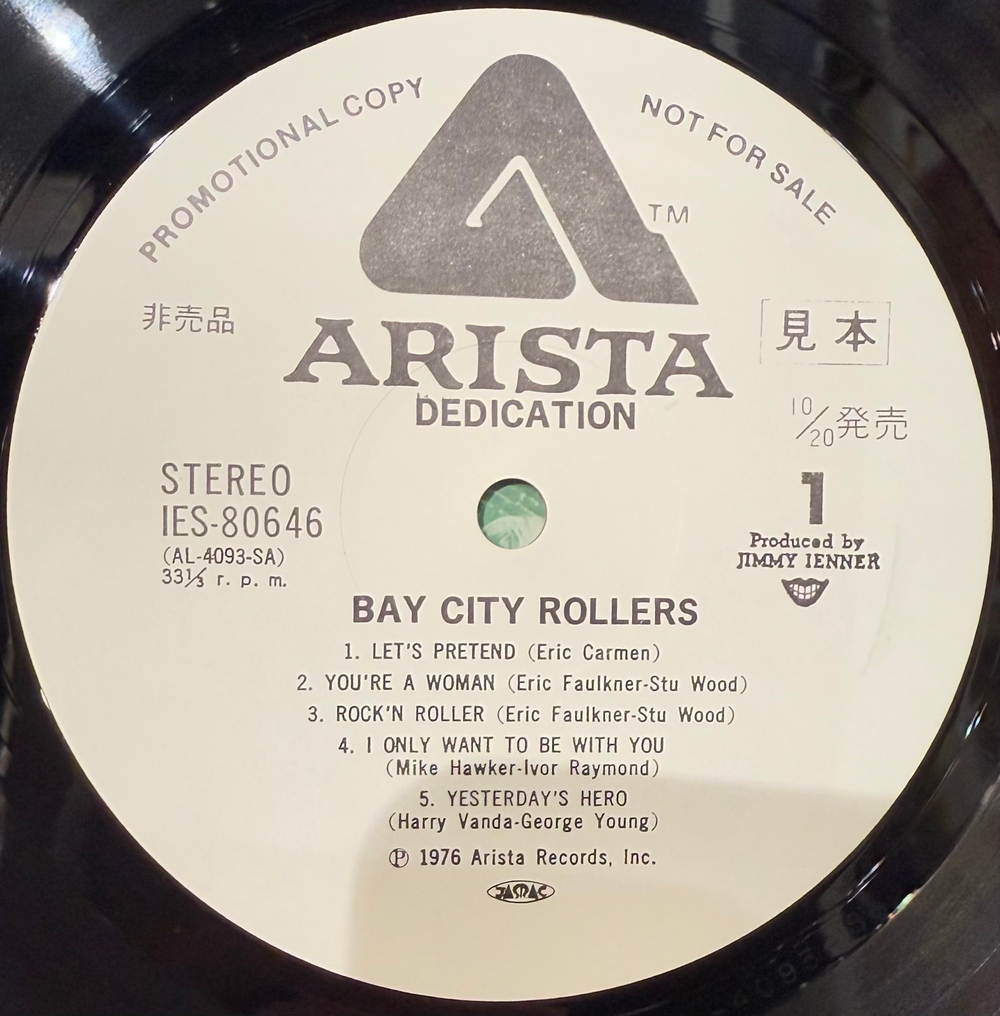 PROMOTIONAL COPY
NOT FOR SALE
TM
非売品
見本
ARISTA
DEDICATION
10/20発売
STEREO
IES-80646
(AL-4093-SA)
33⅓ r. p. m.
1
Produced by
JIMMY IENNER
BAY CITY ROLLERS
1. LET'S PRETEND (Eric Carmen)
2. YOU'RE A WOMAN (Eric Faulkner-Stu Wood)
3. ROCK'N ROLLER (Eric Faulkner-Stu Wood)
4. I ONLY WANT TO BE WITH YOU
(Mike Hawker-Ivor Raymond)
5. YESTERDAY'S HERO
(Harry Vanda-George Young)
Ⓟ 1976 Arista Records, Inc.
JASRAC